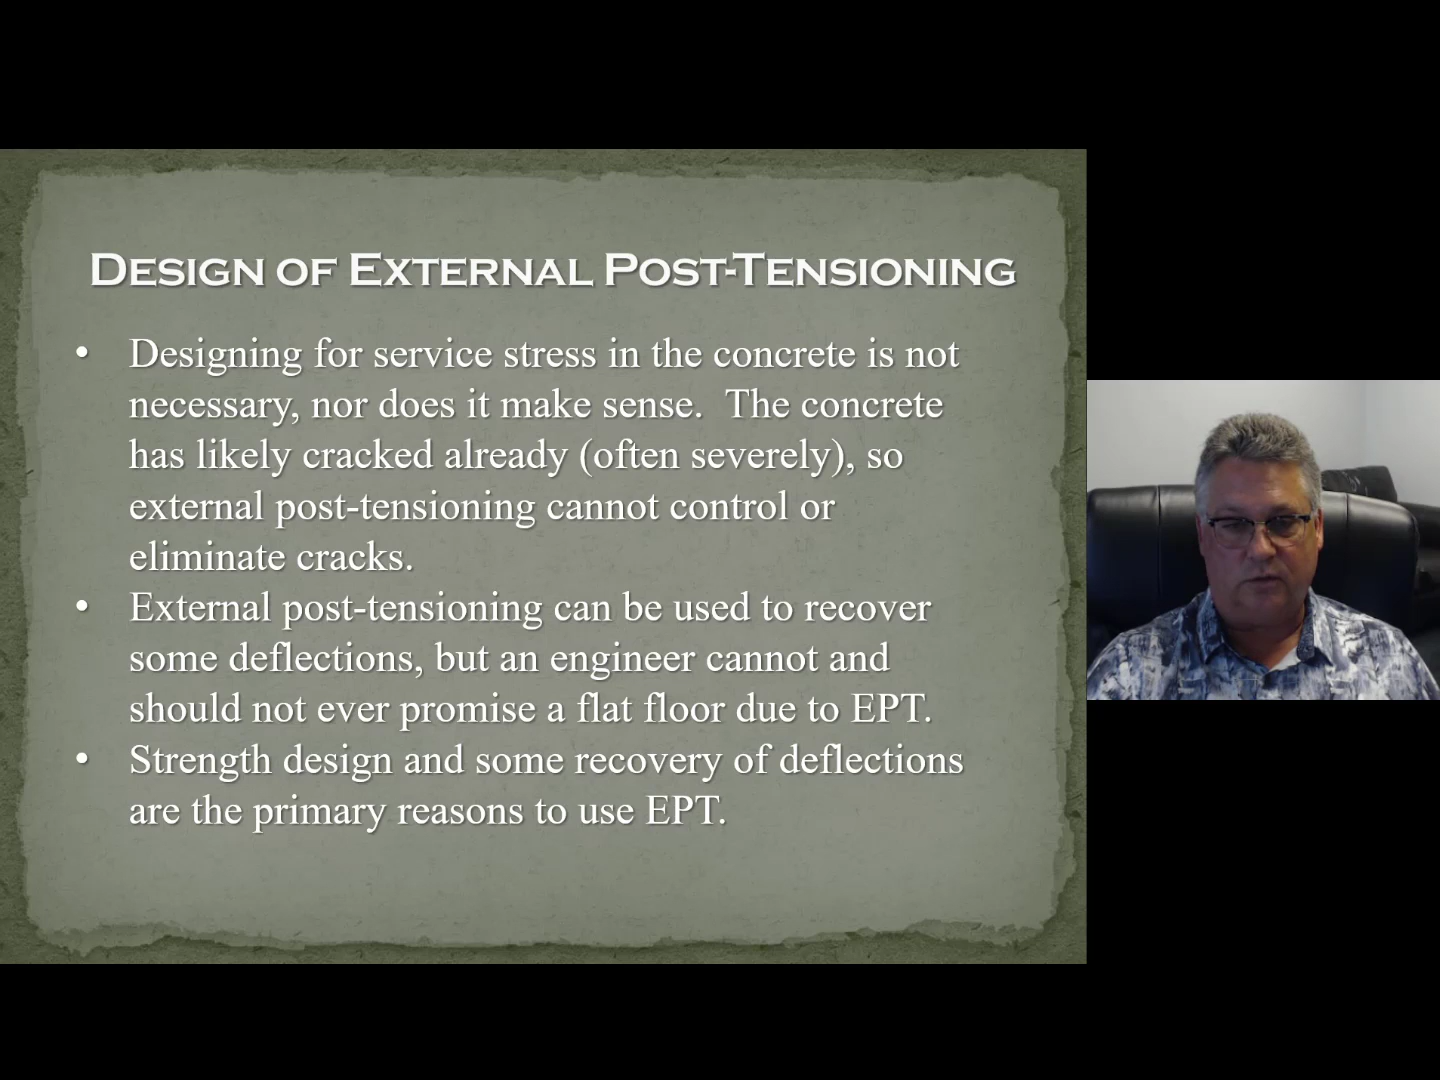 DESIGN OF EXTERNAL POST-TENSIONING
• Designing for service stress in the concrete is not
necessary, nor does it make sense.  The concrete
has likely cracked already (often severely), so
external post-tensioning cannot control or
eliminate cracks.
• External post-tensioning can be used to recover
some deflections, but an engineer cannot and
should not ever promise a flat floor due to EPT.
• Strength design and some recovery of deflections
are the primary reasons to use EPT.